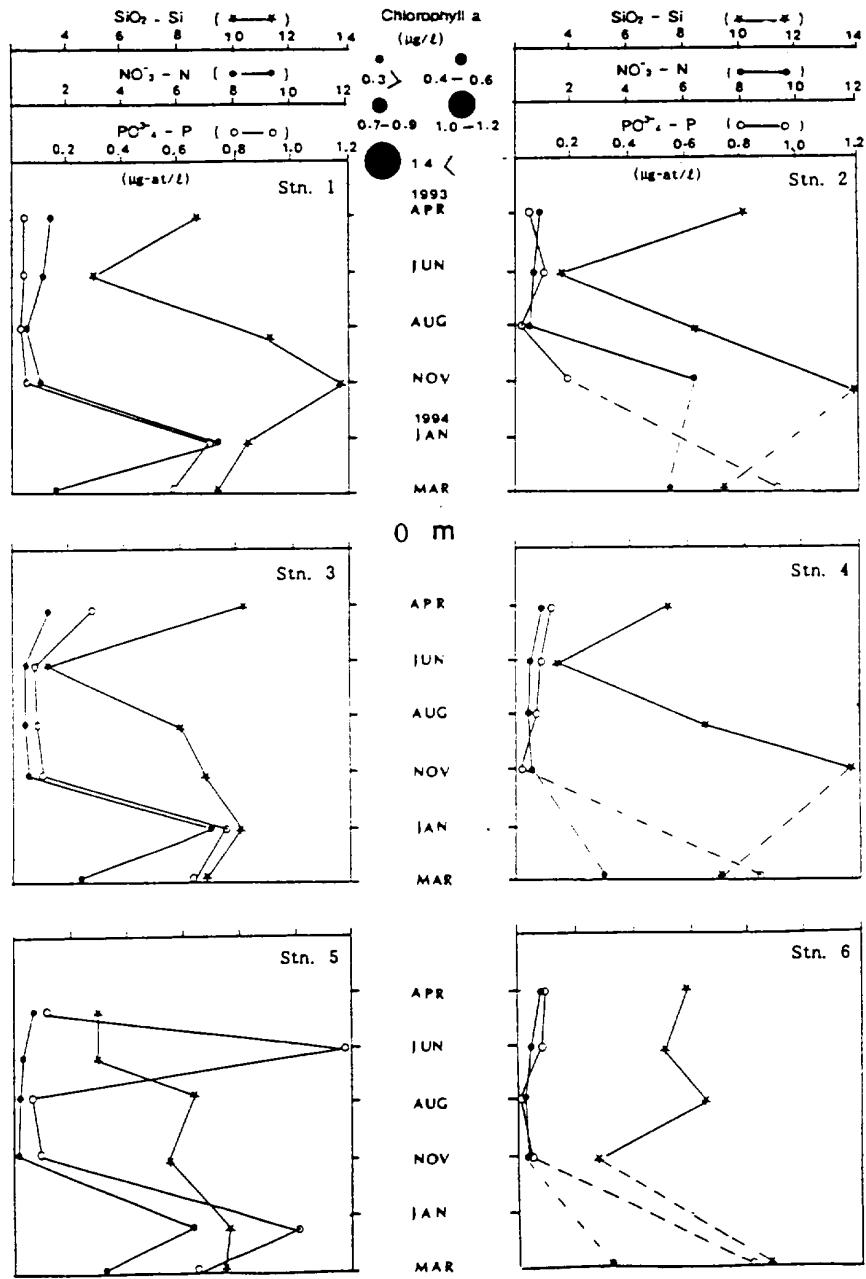 SiO₂ - Si ( ★—★ )
4 6 8 10 12 14
NO⁻₃ - N ( ●—● )
2 4 6 8 10 12
PO³⁻₄ - P ( ○—○ )
0.2 0.4 0.6 0.8 1.0 1.2
(μg-at/ℓ)
Stn. 1
Chlorophyll a
(μg/ℓ)
0.3 > 0.4 - 0.6
0.7-0.9 1.0-1.2
1 4 <
SiO₂ - Si ( ★—★ )
4 6 8 10 12 14
NO⁻₃ - N ( ●—● )
2 4 6 8 10 12
PO³⁻₄ - P ( ○—○ )
0.2 0.4 0.6 0.8 1.0 1.2
(μg-at/ℓ)
Stn. 2
1993
APR
JUN
AUG
NOV
1994
JAN
MAR
0 m
Stn. 3
Stn. 4
APR
JUN
AUG
NOV
JAN
MAR
Stn. 5
Stn. 6
APR
JUN
AUG
NOV
JAN
MAR